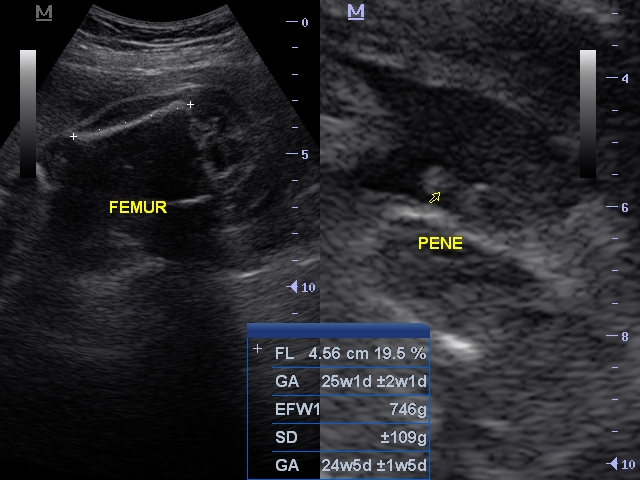 M
0
5
FEMUR
10
M
4
6
PENE
8
10
+ FL 4.56 cm 19.5 %
GA 25w1d ±2w1d
EFW1 746g
SD ±109g
GA 24w5d ±1w5d